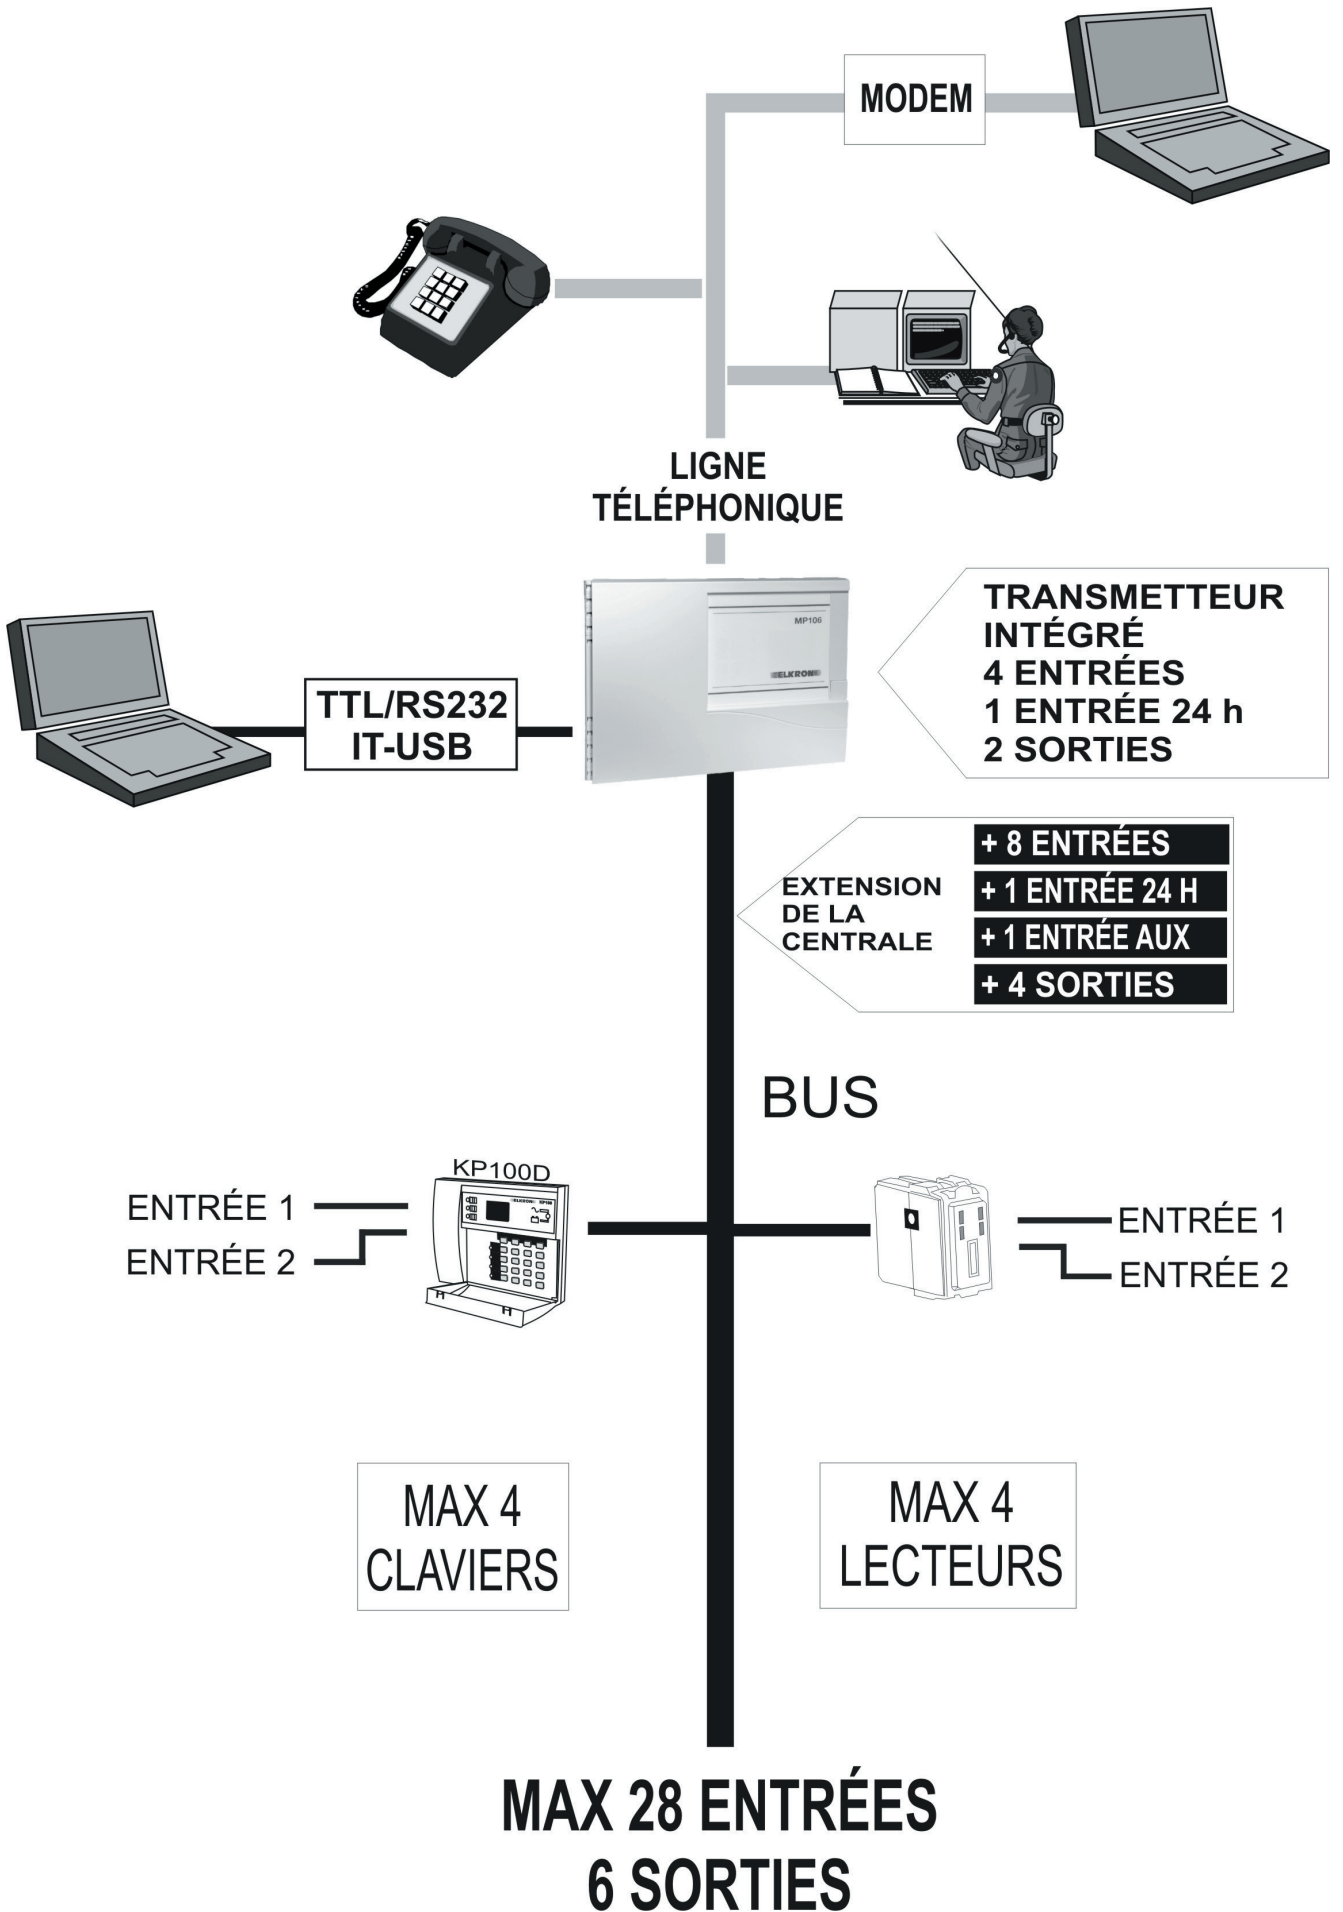 MODEM
LIGNE
TÉLÉPHONIQUE
MP106
ELKRON
TRANSMETTEUR
INTÉGRÉ
4 ENTRÉES
1 ENTRÉE 24 h
2 SORTIES
TTL/RS232
IT-USB
EXTENSION
DE LA
CENTRALE
+ 8 ENTRÉES
+ 1 ENTRÉE 24 H
+ 1 ENTRÉE AUX
+ 4 SORTIES
BUS
KP100D
ELKRON KP100
ENTRÉE 1
ENTRÉE 2
ENTRÉE 1
ENTRÉE 2
MAX 4
CLAVIERS
MAX 4
LECTEURS
MAX 28 ENTRÉES
6 SORTIES